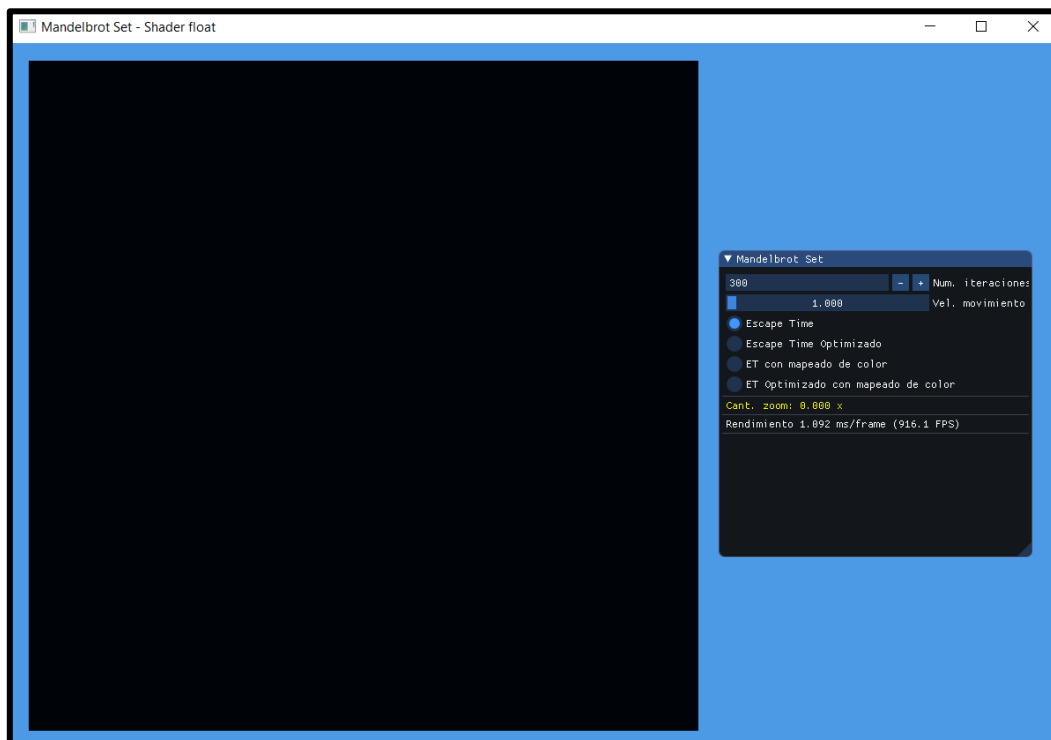 Mandelbrot Set - Shader float
Mandelbrot Set
300 - + Num. iteraciones
1.000 Vel. movimiento
Escape Time
Escape Time Optimizado
ET con mapeado de color
ET Optimizado con mapeado de color
Cant. zoom: 0.000 x
Rendimiento 1.092 ms/frame (916.1 FPS)